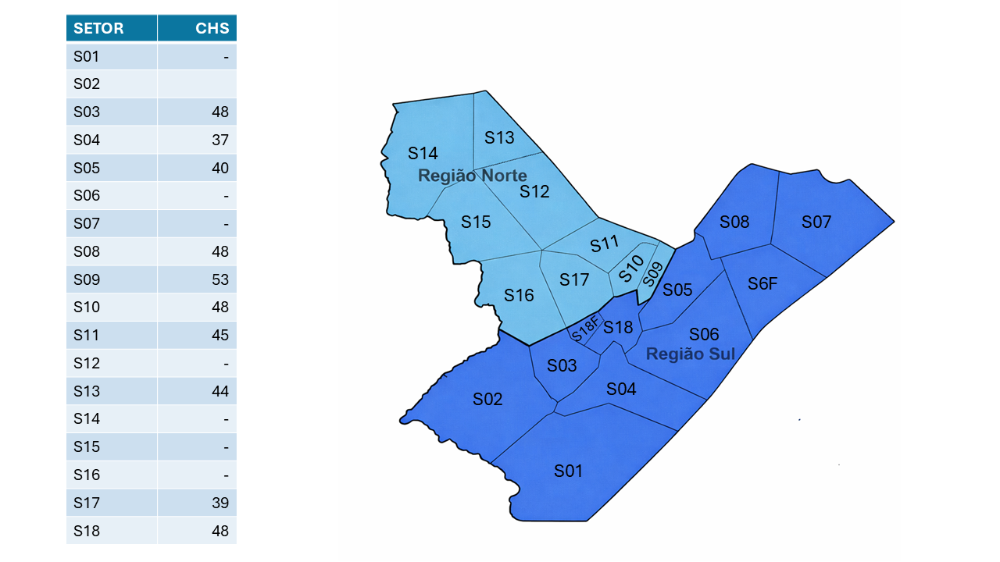 SETOR CHS
S01 -
S02
S03 48
S04 37
S05 40
S06 -
S07 -
S08 48
S09 53
S10 48
S11 45
S12 -
S13 44
S14 -
S15 -
S16 -
S17 39
S18 48
S13
S14
Região Norte
S12
S15
S08
S07
S11
S10
S09
S17
S16
S05
S6F
S18F
S18
S06
Região Sul
S03
S04
S02
S01